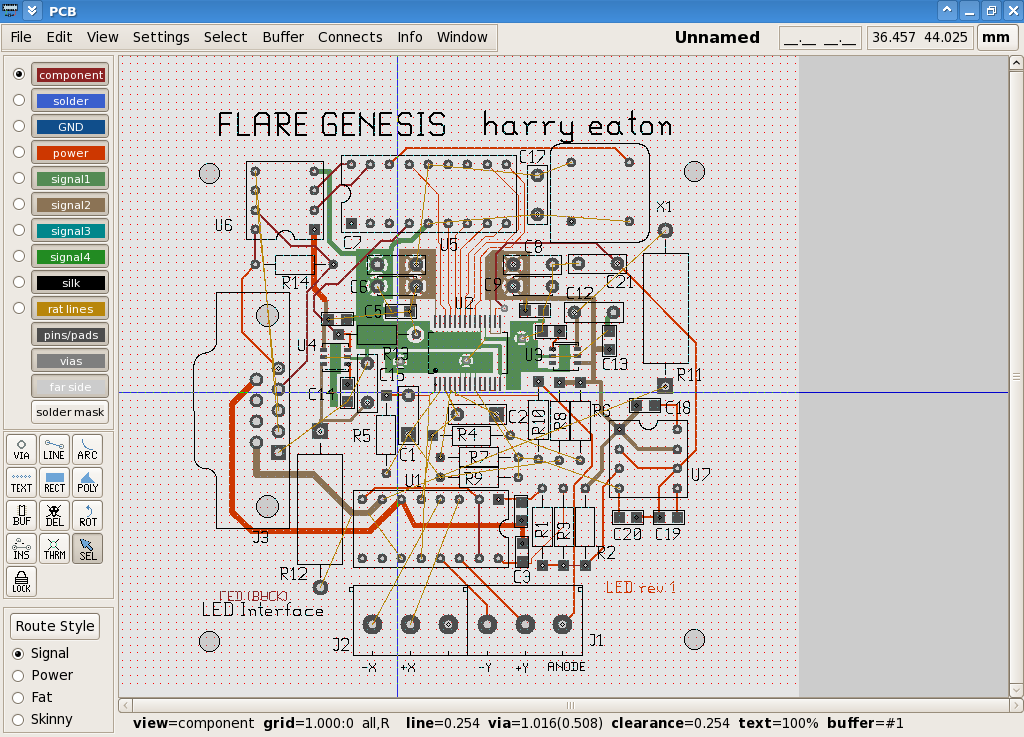 PCB
File Edit View Settings Select Buffer Connects Info Window
Unnamed
__.__ __.__
36.457 44.025
mm
component
solder
GND
power
signal1
signal2
signal3
signal4
silk
rat lines
pins/pads
vias
far side
solder mask
VIA LINE ARC
TEXT RECT POLY
BUF DEL ROT
INS THRM SEL
LOCK
Route Style
Signal
Power
Fat
Skinny
FLARE GENESIS harry eaton
C17
X1
U6
C7
U5
C8
R14
C6
C9
C21
C5
U2
C12
U4
R13
U3
C13
C15
R11
C14
C18
C2
R10
R8
R6
R5
R4
C1
R7
U7
R9
U1
J3
R1
R3
C20 C19
R2
R12
C3
LED (BACK)
LED Interface
LED rev 1
J2
J1
-X +X -Y +Y ANODE
view=component grid=1.000:0 all,R line=0.254 via=1.016(0.508) clearance=0.254 text=100% buffer=#1